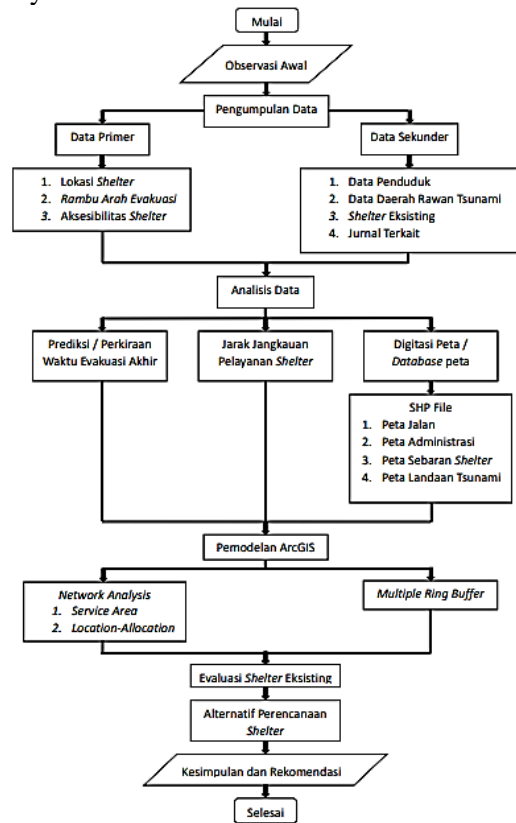 Mulai
Observasi Awal
Pengumpulan Data
Data Primer
Data Sekunder
1. Lokasi Shelter
2. Rambu Arah Evakuasi
3. Aksesibilitas Shelter
1. Data Penduduk
2. Data Daerah Rawan Tsunami
3. Shelter Eksisting
4. Jurnal Terkait
Analisis Data
Prediksi / Perkiraan
Waktu Evakuasi Akhir
Jarak Jangkauan
Pelayanan Shelter
Digitasi Peta /
Database peta
SHP File
1. Peta Jalan
2. Peta Administrasi
3. Peta Sebaran Shelter
4. Peta Landaan Tsunami
Pemodelan ArcGIS
Network Analysis
1. Service Area
2. Location-Allocation
Multiple Ring Buffer
Evaluasi Shelter Eksisting
Alternatif Perencanaan
Shelter
Kesimpulan dan Rekomendasi
Selesai